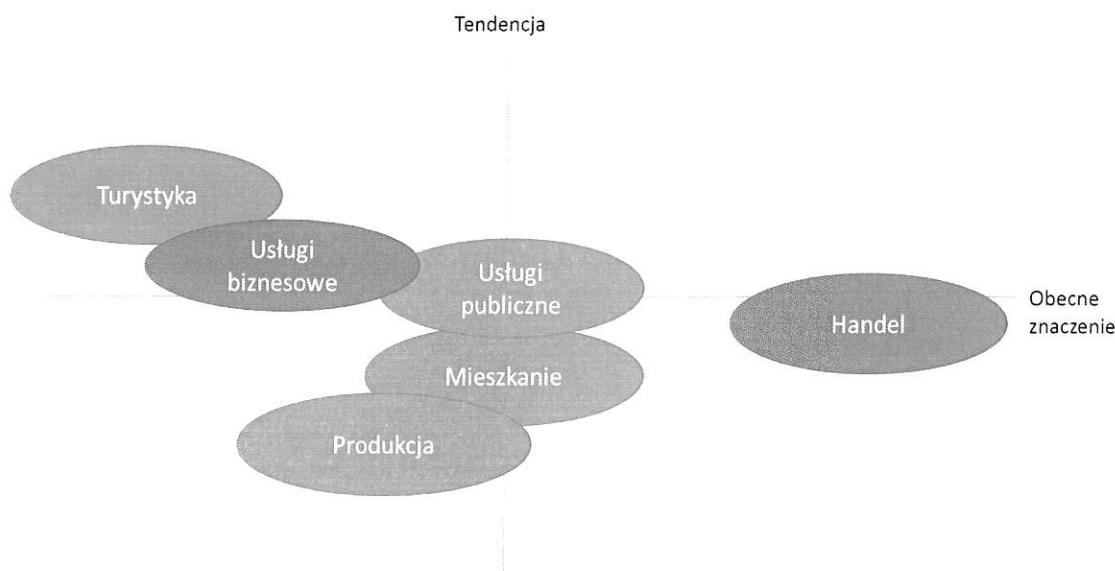 Tendencja
Turystyka
Usługi
biznesowe
Usługi
publiczne
Obecne
znaczenie
Handel
Mieszkanie
Produkcja